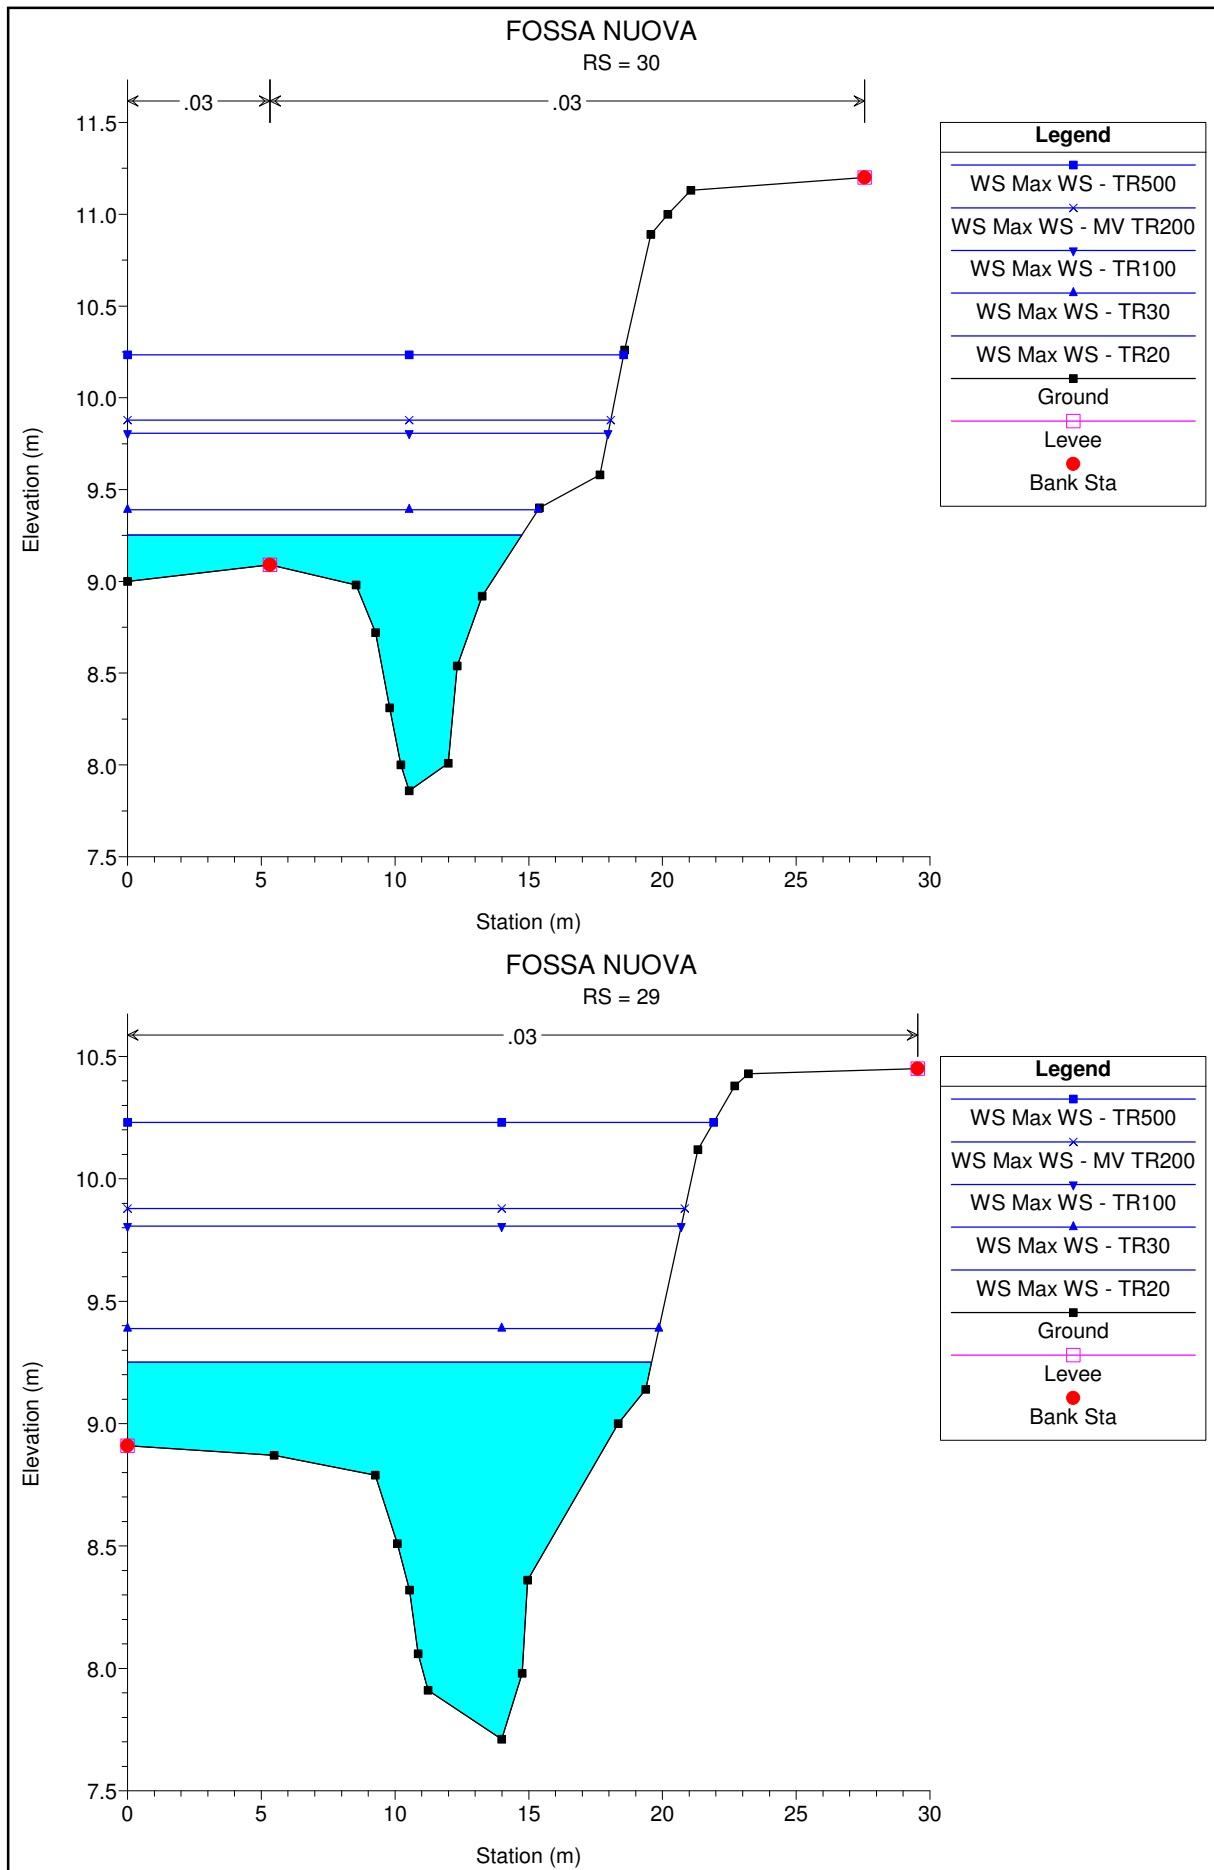 FOSSA NUOVA
RS = 30
.03
.03
11.5
11.0
10.5
10.0
9.5
9.0
8.5
8.0
7.5
Elevation (m)
0
5
10
15
20
25
30
Station (m)
Legend
WS Max WS - TR500
WS Max WS - MV TR200
WS Max WS - TR100
WS Max WS - TR30
WS Max WS - TR20
Ground
Levee
Bank Sta
FOSSA NUOVA
RS = 29
.03
10.5
10.0
9.5
9.0
8.5
8.0
7.5
Elevation (m)
0
5
10
15
20
25
30
Station (m)
Legend
WS Max WS - TR500
WS Max WS - MV TR200
WS Max WS - TR100
WS Max WS - TR30
WS Max WS - TR20
Ground
Levee
Bank Sta